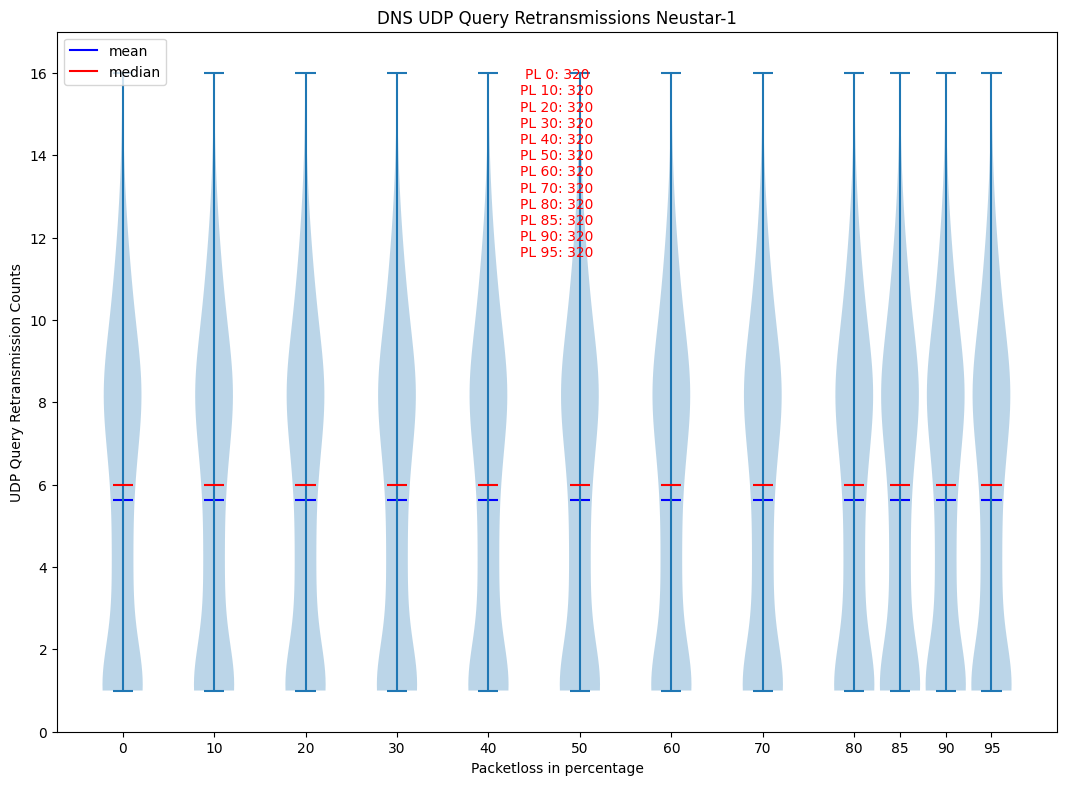 DNS UDP Query Retransmissions Neustar-1
mean
median
PL 0: 320
PL 10: 320
PL 20: 320
PL 30: 320
PL 40: 320
PL 50: 320
PL 60: 320
PL 70: 320
PL 80: 320
PL 85: 320
PL 90: 320
PL 95: 320
UDP Query Retransmission Counts
16
14
12
10
8
6
4
2
0
0 10 20 30 40 50 60 70 80 85 90 95
Packetloss in percentage